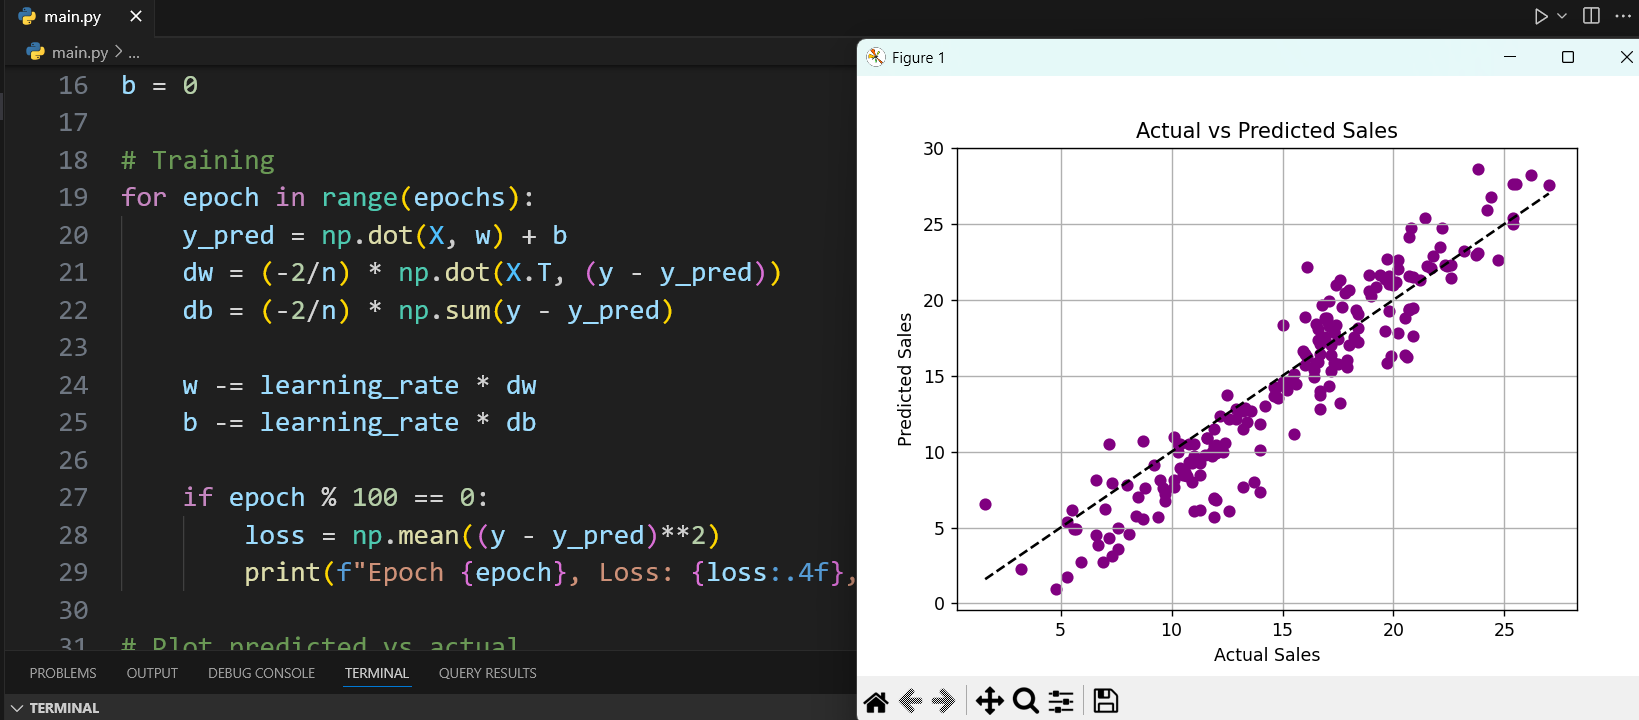 main.py
main.py > ...
16 b = 0
17
18 # Training
19 for epoch in range(epochs):
20 y_pred = np.dot(X, w) + b
21 dw = (-2/n) * np.dot(X.T, (y - y_pred))
22 db = (-2/n) * np.sum(y - y_pred)
23
24 w -= learning_rate * dw
25 b -= learning_rate * db
26
27 if epoch % 100 == 0:
28 loss = np.mean((y - y_pred)**2)
29 print(f"Epoch {epoch}, Loss: {loss:.4f},
30
31 # Plot predicted vs actual
PROBLEMS OUTPUT DEBUG CONSOLE TERMINAL QUERY RESULTS
TERMINAL
Figure 1
Actual vs Predicted Sales
30
25
20
15
10
5
0
Predicted Sales
5 10 15 20 25
Actual Sales